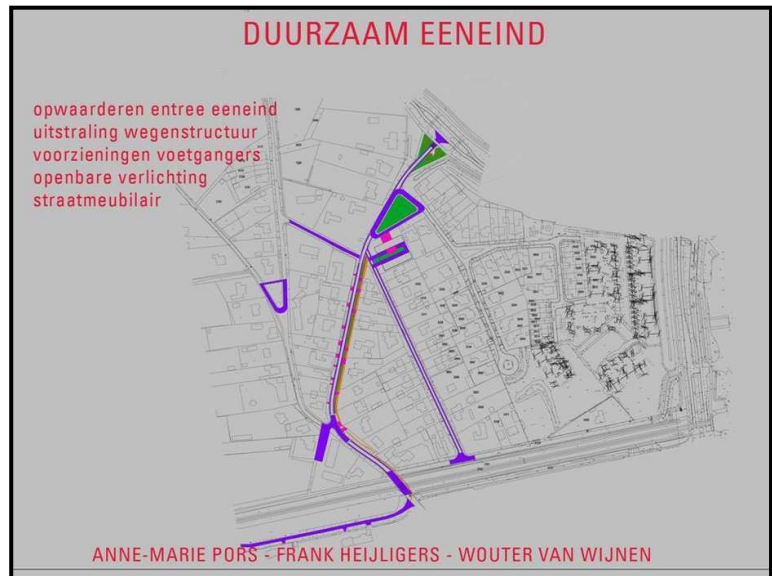 DUURZAAM EENEIND
opwaarderen entree eeneind
uitstraling wegenstructuur
voorzieningen voetgangers
openbare verlichting
straatmeubilair
ANNE-MARIE PORS - FRANK HEIJLIGERS - WOUTER VAN WIJNEN